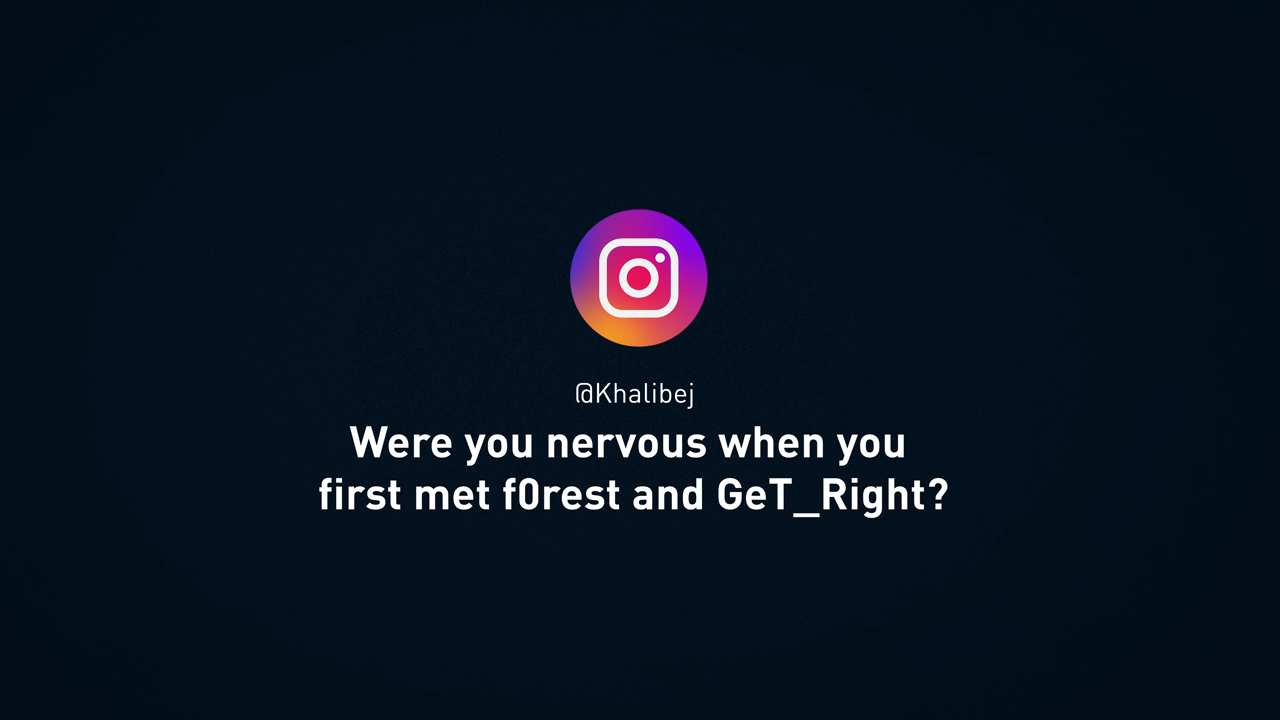 @Khalibej
Were you nervous when you
first met f0rest and GeT_Right?